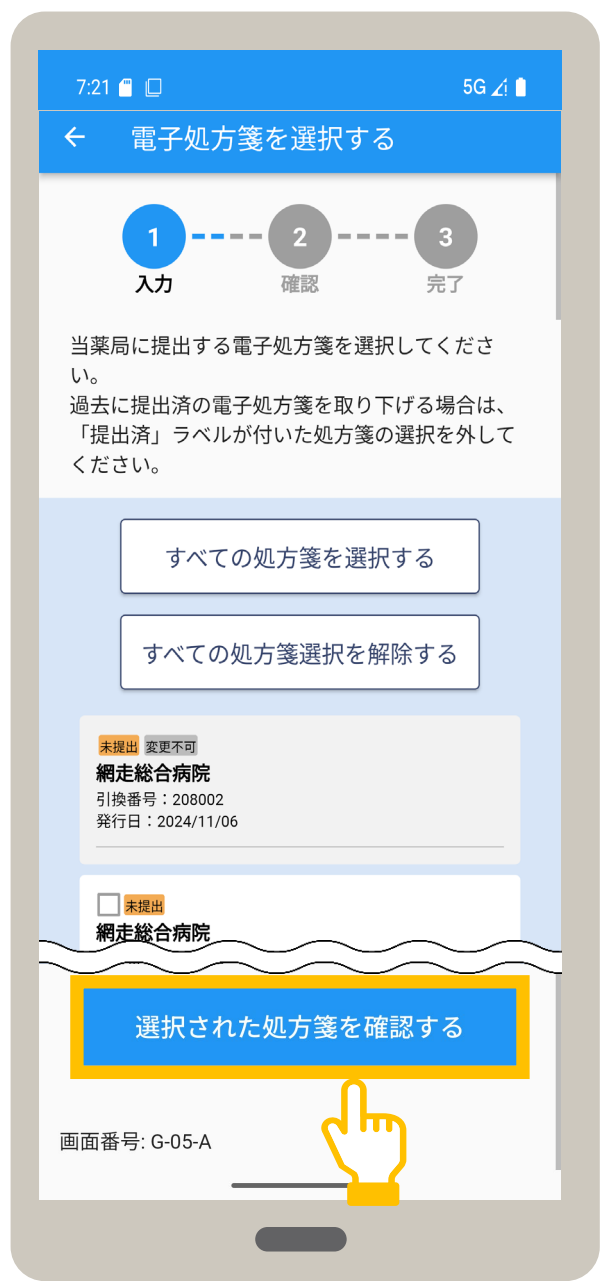 7:21 5G
電子処方箋を選択する
1 2 3
入力 確認 完了
当薬局に提出する電子処方箋を選択してくださ
い。
過去に提出済の電子処方箋を取り下げる場合は、
「提出済」ラベルが付いた処方箋の選択を外して
ください。
すべての処方箋を選択する
すべての処方箋選択を解除する
未提出 変更不可
網走総合病院
引換番号：208002
発行日：2024/11/06
未提出
網走総合病院
選択された処方箋を確認する
画面番号: G-05-A